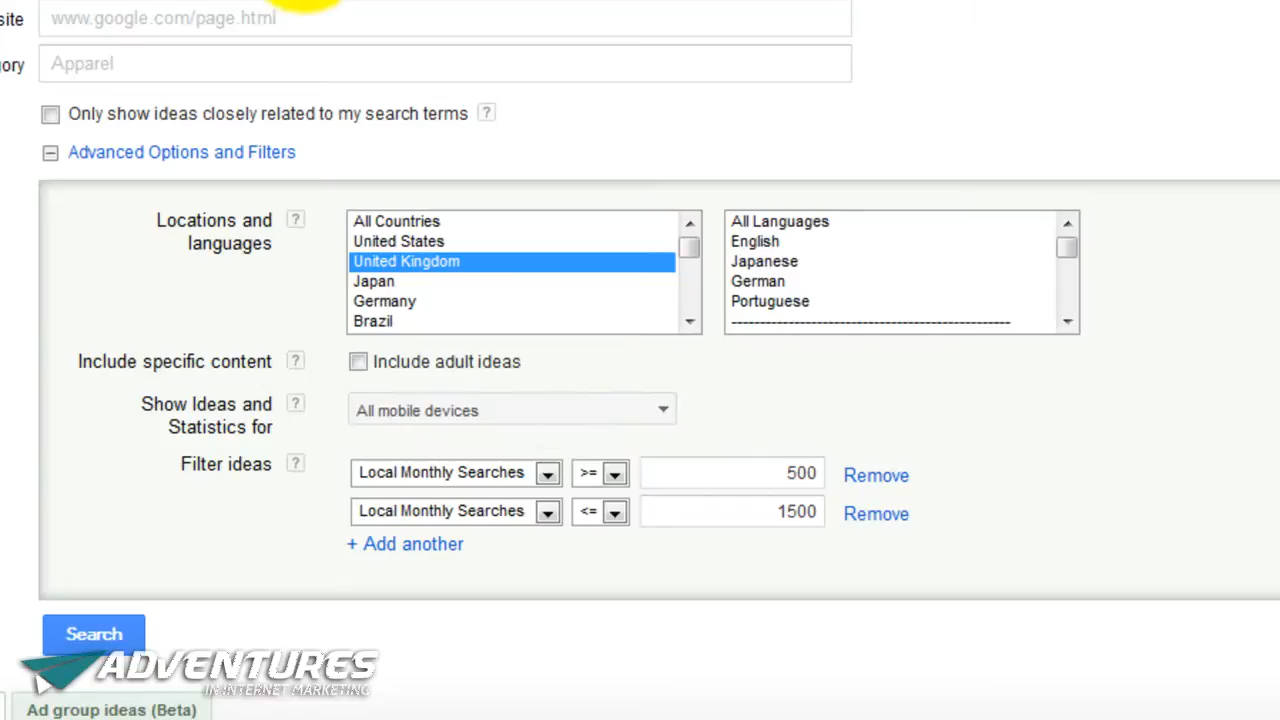 site www.google.com/page.html
gory Apparel
Only show ideas closely related to my search terms ?
Advanced Options and Filters
Locations and languages ?
All Countries
United States
United Kingdom
Japan
Germany
Brazil
All Languages
English
Japanese
German
Portuguese
Include specific content ? Include adult ideas
Show Ideas and Statistics for ? All mobile devices
Filter ideas ? Local Monthly Searches >= 500 Remove
Local Monthly Searches <= 1500 Remove
+ Add another
Search
ADVENTURES
IN INTERNET MARKETING
Ad group ideas (Beta)